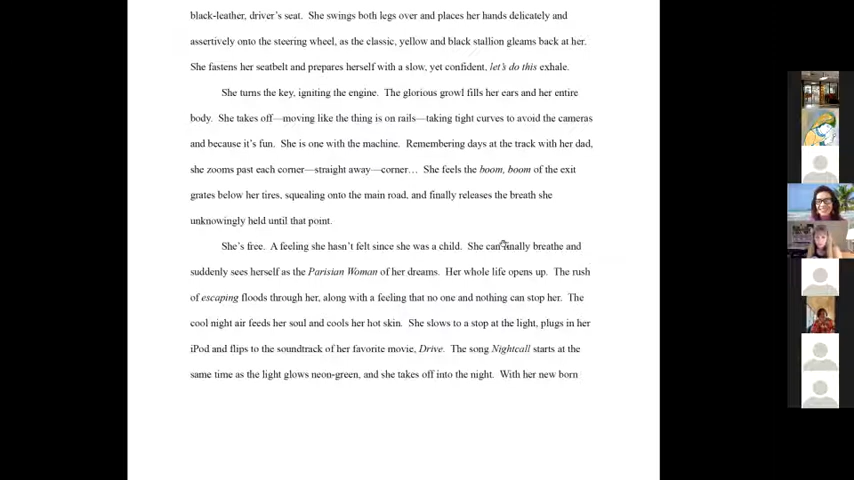 black-leather, driver's seat.  She swings both legs over and places her hands delicately and
assertively onto the steering wheel, as the classic, yellow and black stallion gleams back at her.
She fastens her seatbelt and prepares herself with a slow, yet confident, let's do this exhale.
She turns the key, igniting the engine.  The glorious growl fills her ears and her entire
body.  She takes off—moving like the thing is on rails—taking tight curves to avoid the cameras
and because it's fun.  She is one with the machine.  Remembering days at the track with her dad,
she zooms past each corner—straight away—corner…  She feels the boom, boom of the exit
grates below her tires, squealing onto the main road, and finally releases the breath she
unknowingly held until that point.
She's free.  A feeling she hasn't felt since she was a child.  She can finally breathe and
suddenly sees herself as the Parisian Woman of her dreams.  Her whole life opens up.  The rush
of escaping floods through her, along with a feeling that no one and nothing can stop her.  The
cool night air feeds her soul and cools her hot skin.  She slows to a stop at the light, plugs in her
iPod and flips to the soundtrack of her favorite movie, Drive.  The song Nightcall starts at the
same time as the light glows neon-green, and she takes off into the night.  With her new born